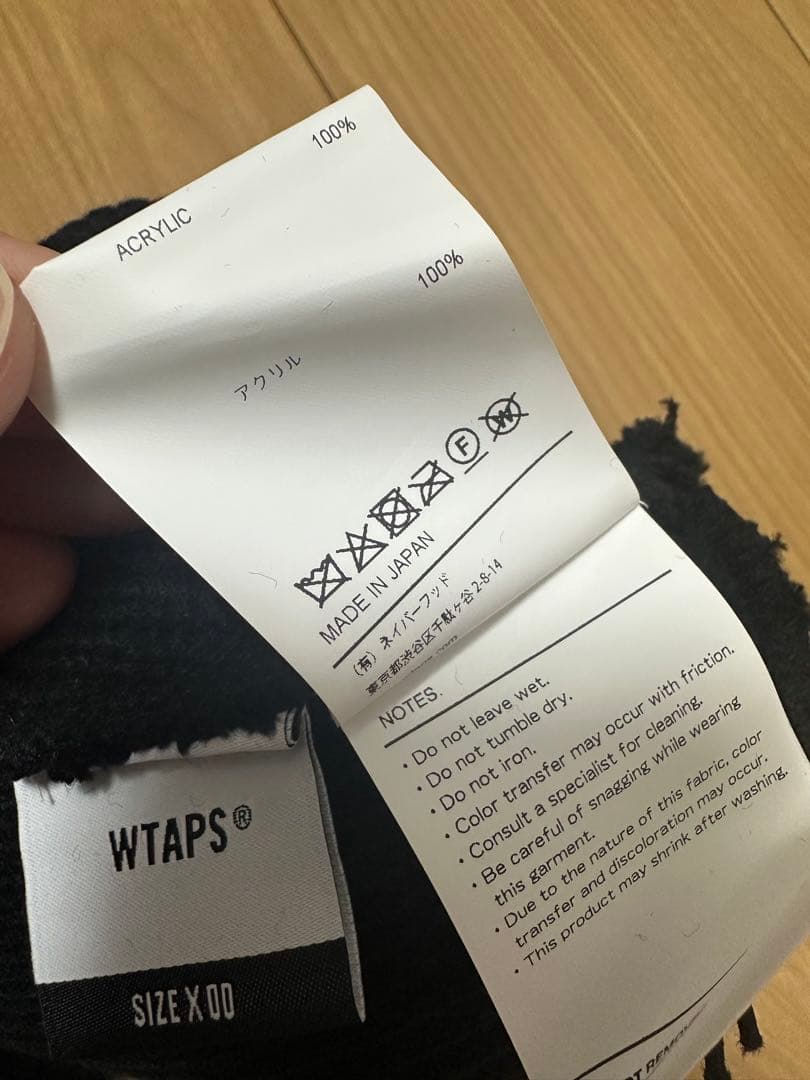 ACRYLIC 100%
アクリル 100%
F W
MADE IN JAPAN
(有) ネイバーフッド
東京都渋谷区千駄ヶ谷2-8-14
NOTES.
・Do not leave wet.
・Do not tumble dry.
・Do not iron.
・Color transfer may occur with friction.
・Consult a specialist for cleaning.
・Be careful of snagging while wearing
this garment.
・Due to the nature of this fabric, color
transfer and discoloration may occur.
・This product may shrink after washing.
WTAPS®
SIZE X 00